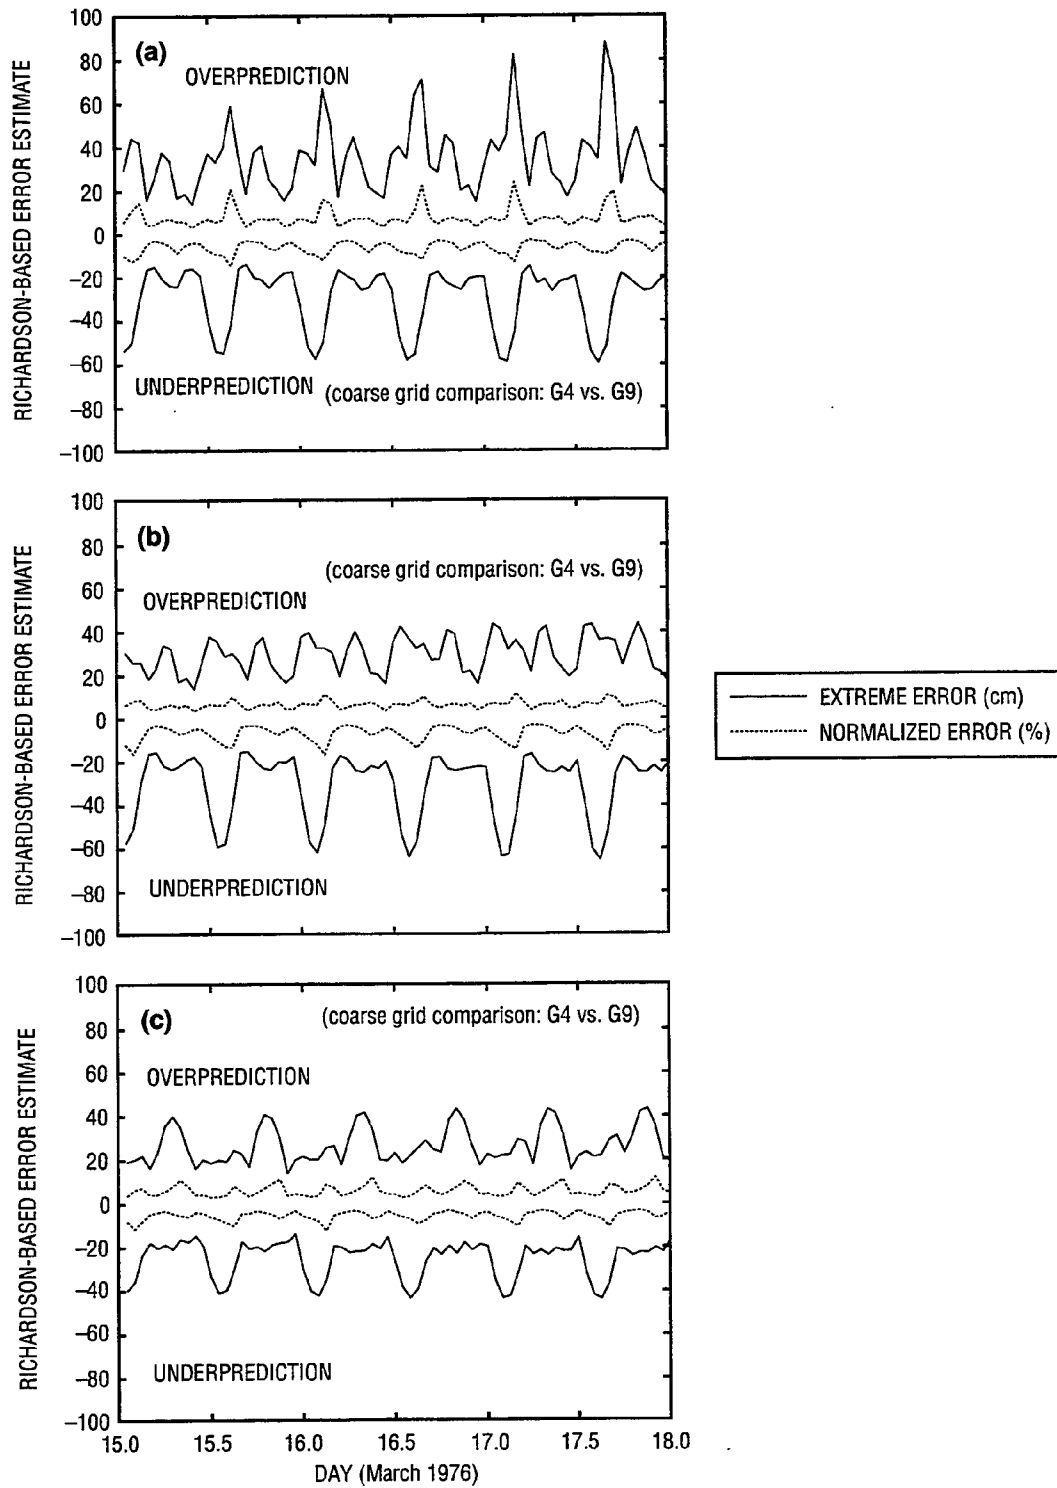 RICHARDSON-BASED ERROR ESTIMATE
100
80
60
40
20
0
–20
–40
–60
–80
–100
(a)
OVERPREDICTION
UNDERPREDICTION
(coarse grid comparison: G4 vs. G9)
RICHARDSON-BASED ERROR ESTIMATE
100
80
60
40
20
0
–20
–40
–60
–80
–100
(b)
(coarse grid comparison: G4 vs. G9)
OVERPREDICTION
UNDERPREDICTION
EXTREME ERROR (cm)
NORMALIZED ERROR (%)
RICHARDSON-BASED ERROR ESTIMATE
100
80
60
40
20
0
–20
–40
–60
–80
–100
(c)
(coarse grid comparison: G4 vs. G9)
OVERPREDICTION
UNDERPREDICTION
15.0 15.5 16.0 16.5 17.0 17.5 18.0
DAY (March 1976)